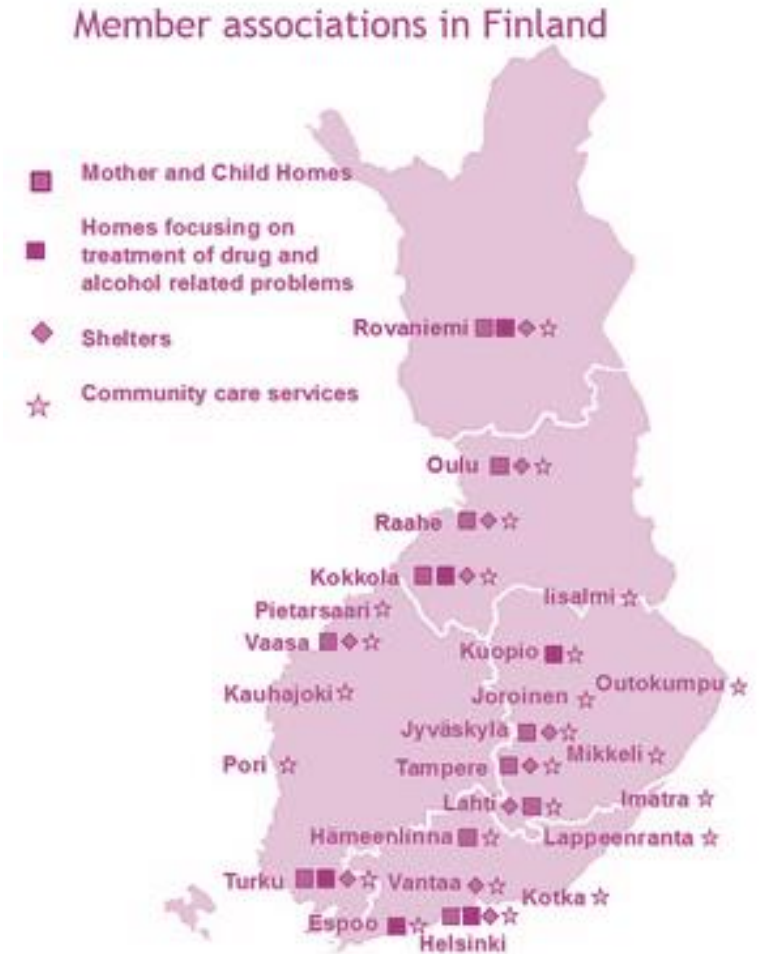 Member associations in Finland
Mother and Child Homes
Homes focusing on
treatment of drug and
alcohol related problems
Shelters
Community care services
Rovaniemi
Oulu
Raahe
Kokkola
Iisalmi
Pietarsaari
Vaasa
Kuopio
Outokumpu
Kauhajoki
Joroinen
Jyväskylä
Mikkeli
Pori
Tampere
Lahti
Imatra
Hämeenlinna
Lappeenranta
Turku
Vantaa
Kotka
Espoo
Helsinki